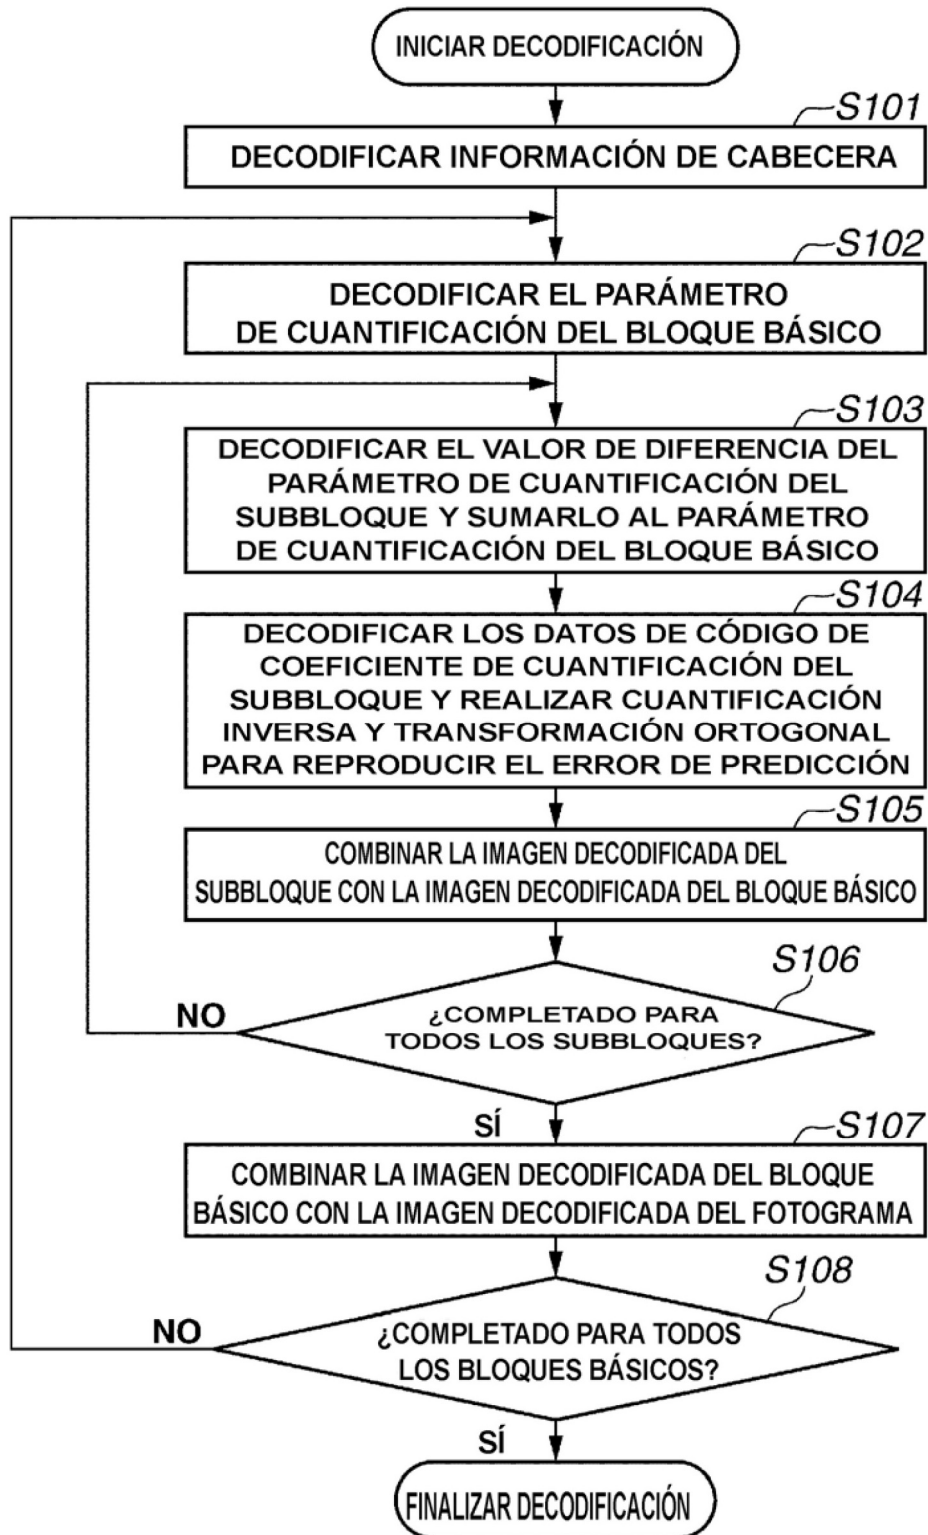 INICIAR DECODIFICACIÓN
S101
DECODIFICAR INFORMACIÓN DE CABECERA
S102
DECODIFICAR EL PARÁMETRO
DE CUANTIFICACIÓN DEL BLOQUE BÁSICO
S103
DECODIFICAR EL VALOR DE DIFERENCIA DEL
PARÁMETRO DE CUANTIFICACIÓN DEL
SUBBLOQUE Y SUMARLO AL PARÁMETRO
DE CUANTIFICACIÓN DEL BLOQUE BÁSICO
S104
DECODIFICAR LOS DATOS DE CÓDIGO DE
COEFICIENTE DE CUANTIFICACIÓN DEL
SUBBLOQUE Y REALIZAR CUANTIFICACIÓN
INVERSA Y TRANSFORMACIÓN ORTOGONAL
PARA REPRODUCIR EL ERROR DE PREDICCIÓN
S105
COMBINAR LA IMAGEN DECODIFICADA DEL
SUBBLOQUE CON LA IMAGEN DECODIFICADA DEL BLOQUE BÁSICO
S106
NO
¿COMPLETADO PARA
TODOS LOS SUBBLOQUES?
SÍ
S107
COMBINAR LA IMAGEN DECODIFICADA DEL BLOQUE
BÁSICO CON LA IMAGEN DECODIFICADA DEL FOTOGRAMA
S108
NO
¿COMPLETADO PARA TODOS
LOS BLOQUES BÁSICOS?
SÍ
FINALIZAR DECODIFICACIÓN